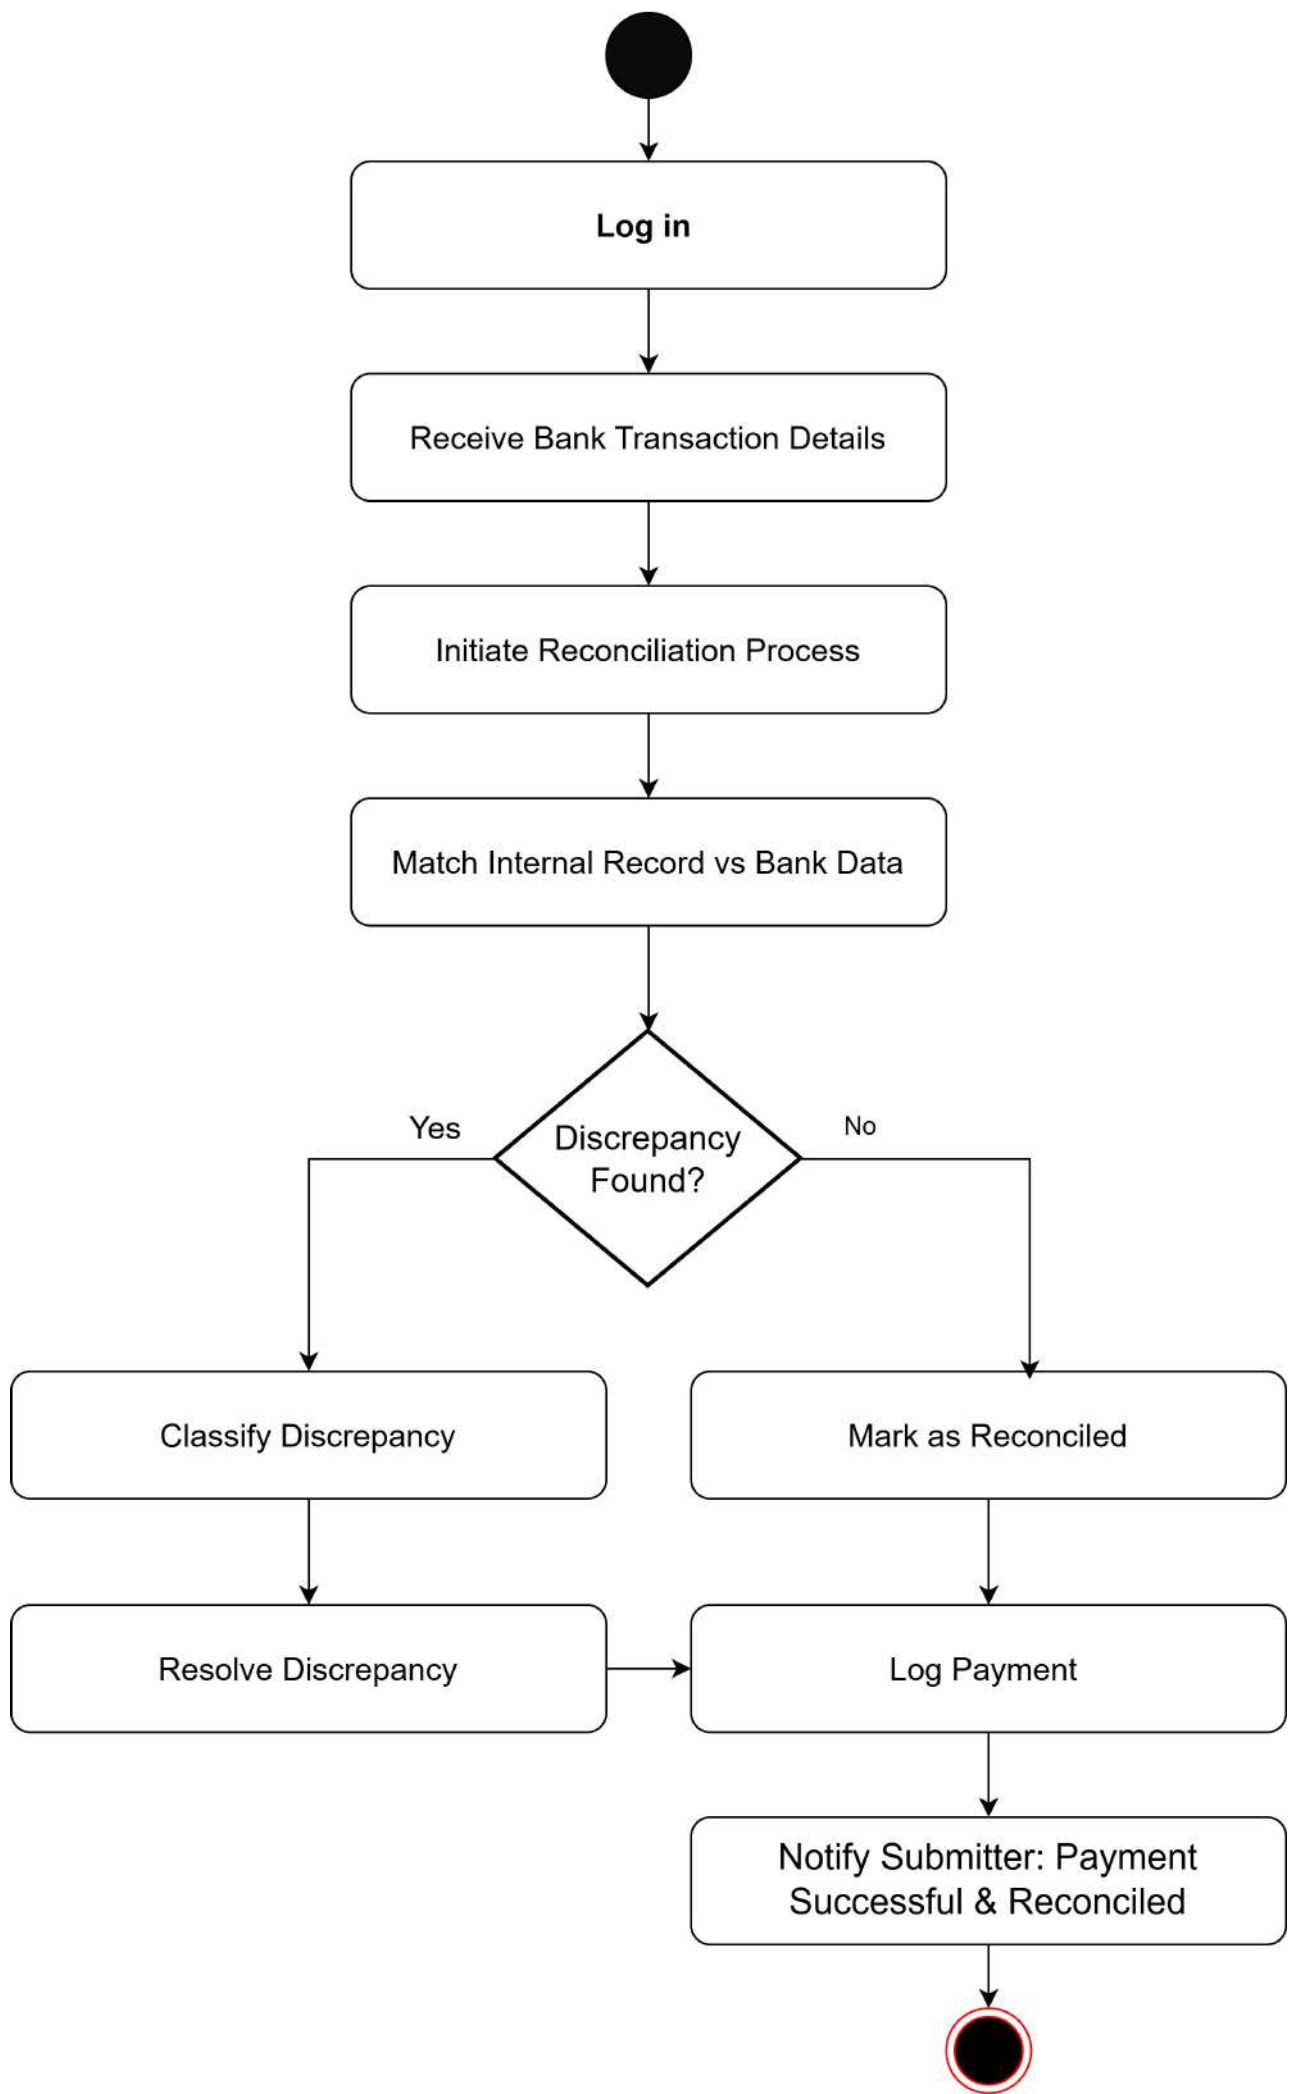 Log in
Receive Bank Transaction Details
Initiate Reconciliation Process
Match Internal Record vs Bank Data
Yes
Discrepancy
Found?
No
Classify Discrepancy
Mark as Reconciled
Resolve Discrepancy
Log Payment
Notify Submitter: Payment
Successful & Reconciled